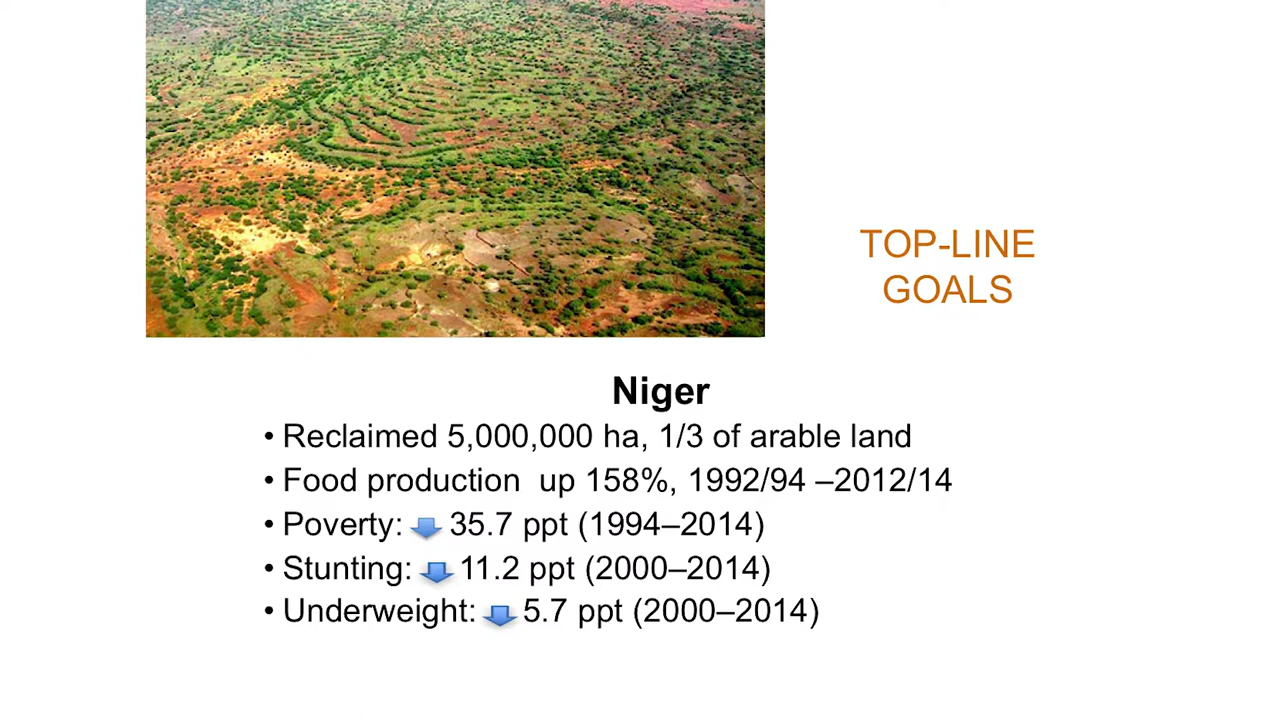 TOP-LINE
GOALS
Niger
• Reclaimed 5,000,000 ha, 1/3 of arable land
• Food production up 158%, 1992/94 –2012/14
• Poverty: 35.7 ppt (1994–2014)
• Stunting: 11.2 ppt (2000–2014)
• Underweight: 5.7 ppt (2000–2014)